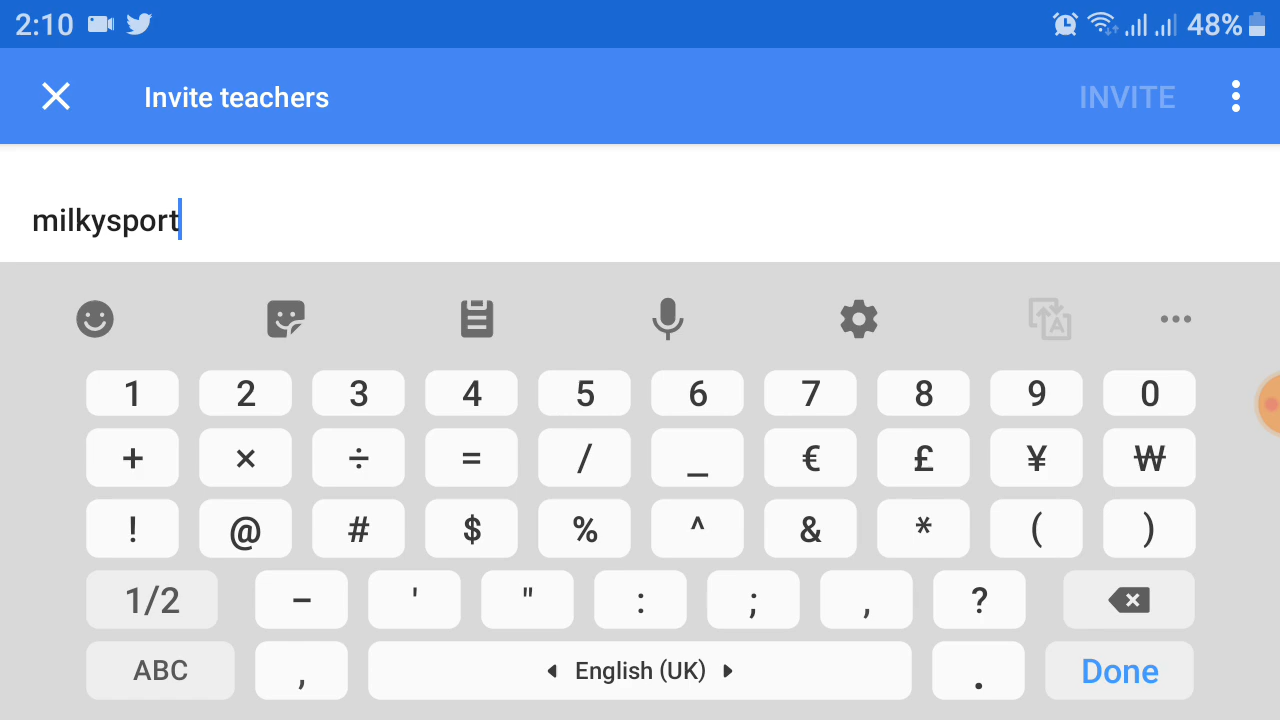 2:10 48%
Invite teachers INVITE
milkysport
1 2 3 4 5 6 7 8 9 0
+ × ÷ = / _ € £ ¥ ₩
! @ # $ % ^ & * ( )
1/2 – ' " : ; , ?
ABC , English (UK) . Done